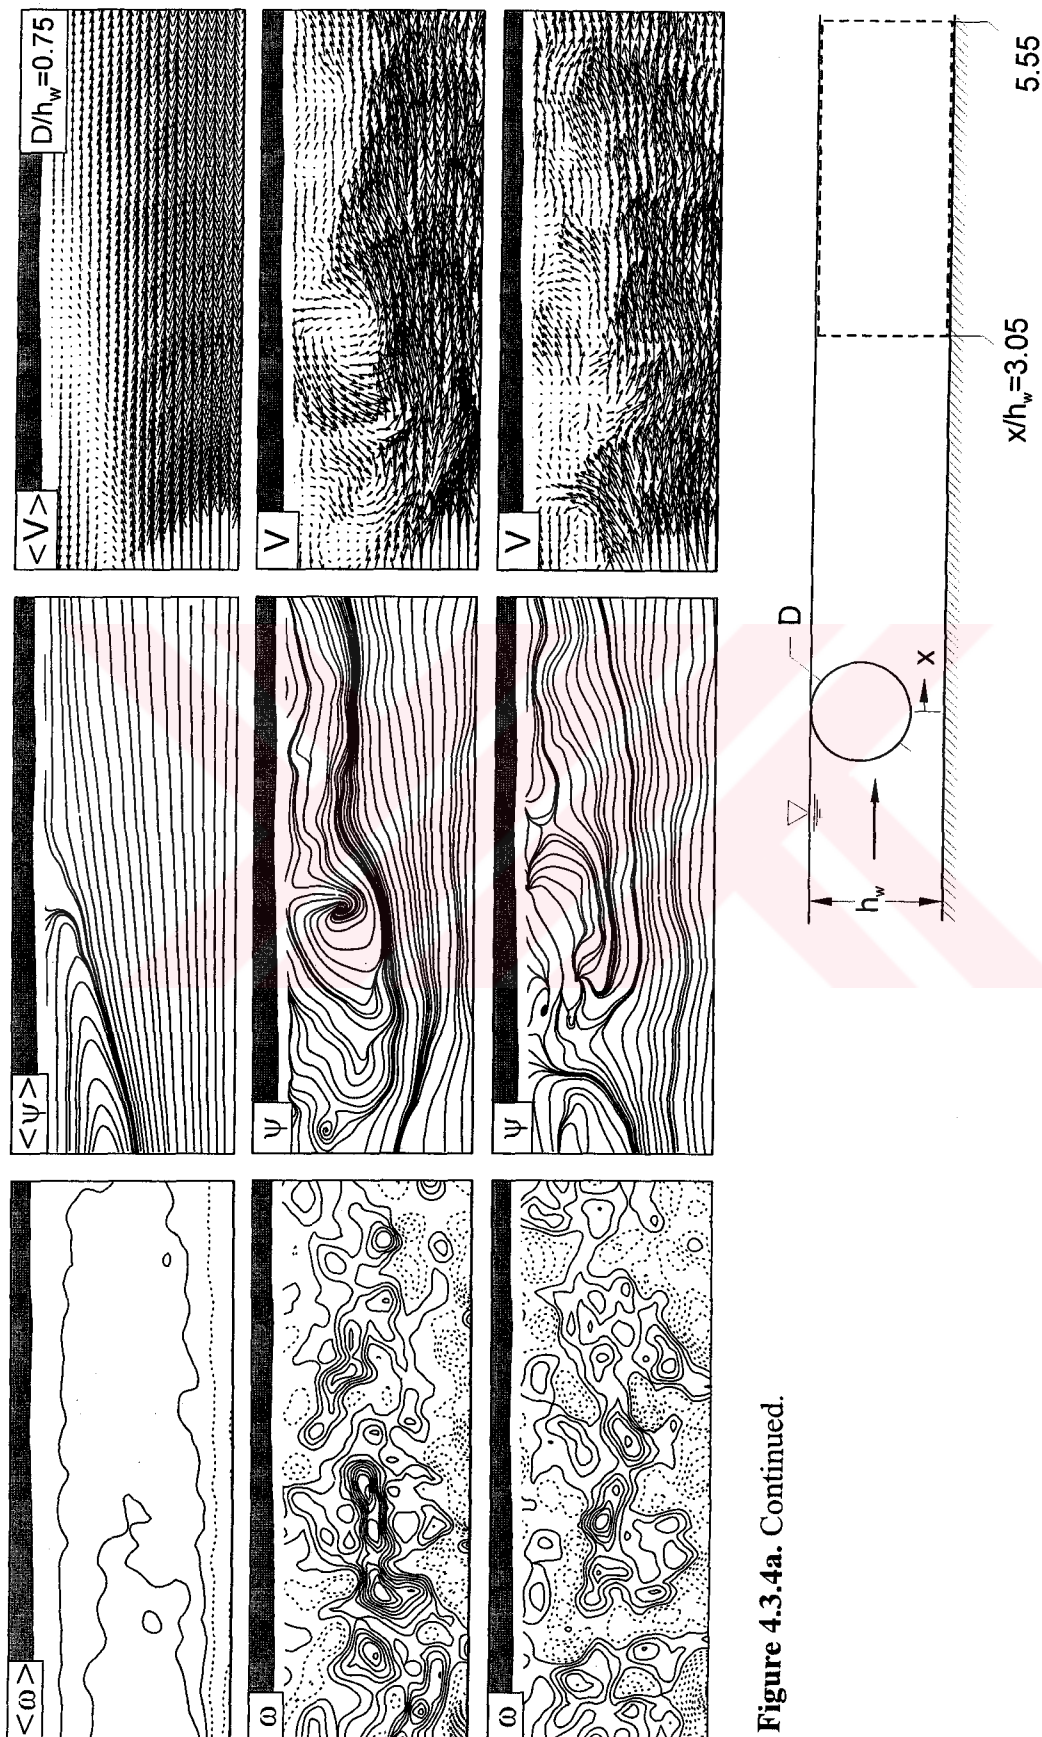 <ω>
<ψ>
<V>
D/h_w=0.75
ω
ψ
V
ω
ψ
V
Figure 4.3.4a. Continued.
h_w
D
x
x/h_w=3.05
5.55